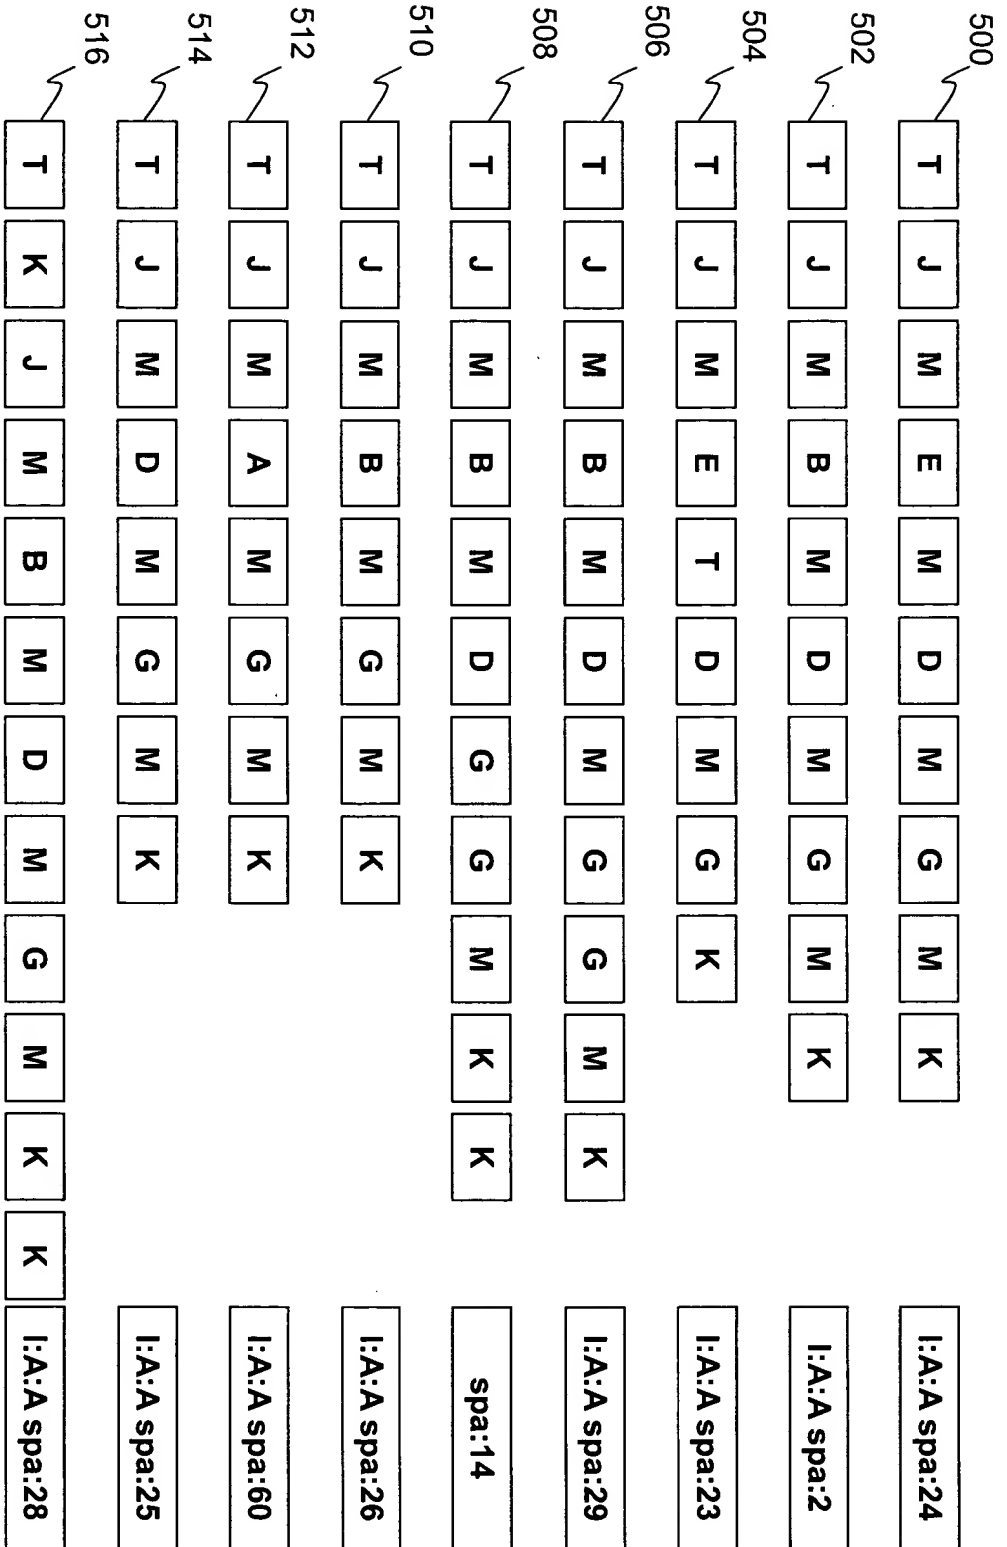 500 T J M E M D M G M K I:A:A spa:24
502 T J M B M D M G M K I:A:A spa:2
504 T J M E T D M G K I:A:A spa:23
506 T J M B M D M G G M K I:A:A spa:29
508 T J M B M D G G M K K spa:14
510 T J M B M G M K I:A:A spa:26
512 T J M A M G M K I:A:A spa:60
514 T J M D M G M K I:A:A spa:25
516 T K J M B M D M G M K K I:A:A spa:28